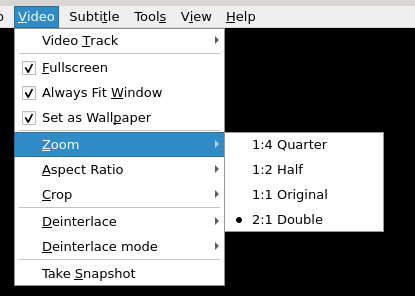 Video Subtitle Tools View Help
Video Track
Fullscreen
Always Fit Window
Set as Wallpaper
Zoom
1:4 Quarter
1:2 Half
1:1 Original
2:1 Double
Aspect Ratio
Crop
Deinterlace
Deinterlace mode
Take Snapshot